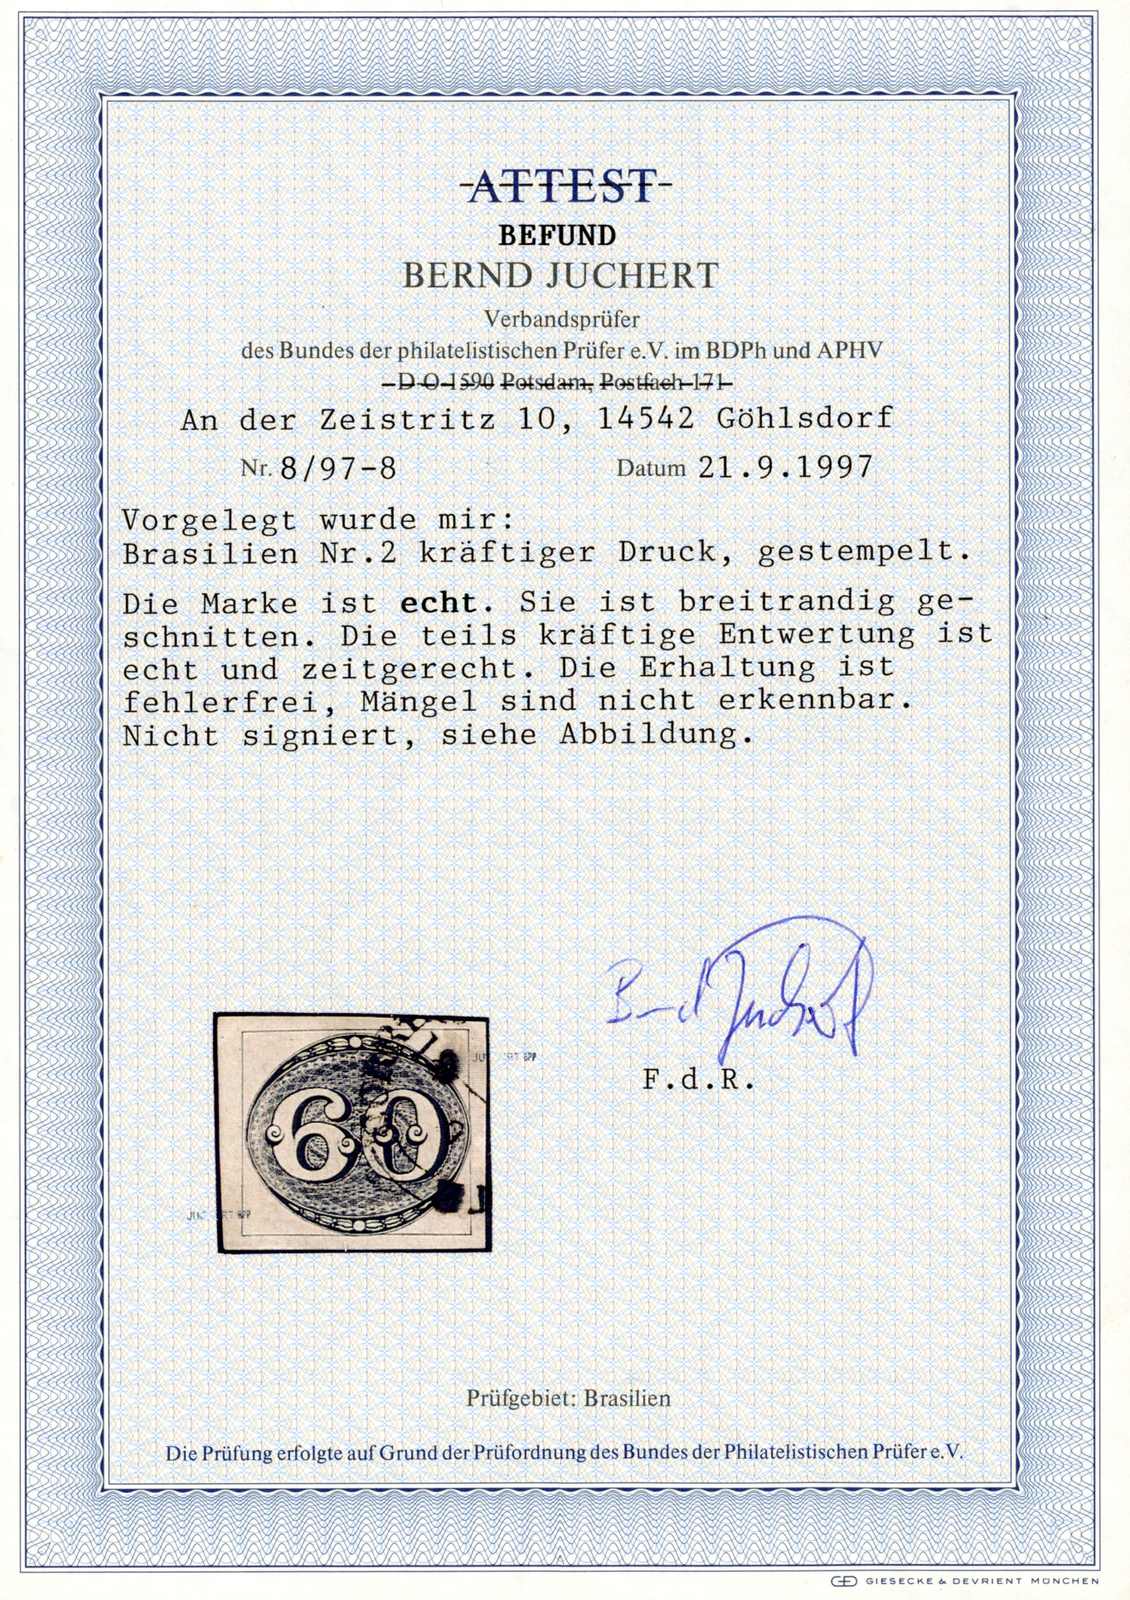 ATTEST
BEFUND
BERND JUCHERT
Verbandsprüfer
des Bundes der philatelistischen Prüfer e.V. im BDPh und APHV
D-O-1590 Potsdam, Postfach 171
An der Zeistritz 10, 14542 Göhlsdorf
Nr. 8/97-8 Datum 21.9.1997
Vorgelegt wurde mir:
Brasilien Nr.2 kräftiger Druck, gestempelt.
Die Marke ist echt. Sie ist breitrandig ge-
schnitten. Die teils kräftige Entwertung ist
echt und zeitgerecht. Die Erhaltung ist
fehlerfrei, Mängel sind nicht erkennbar.
Nicht signiert, siehe Abbildung.
Bernd Juchert
F.d.R.
60
BPP
BPP
Prüfgebiet: Brasilien
Die Prüfung erfolgte auf Grund der Prüfordnung des Bundes der Philatelistischen Prüfer e.V.
GIESECKE & DEVRIENT MÜNCHEN